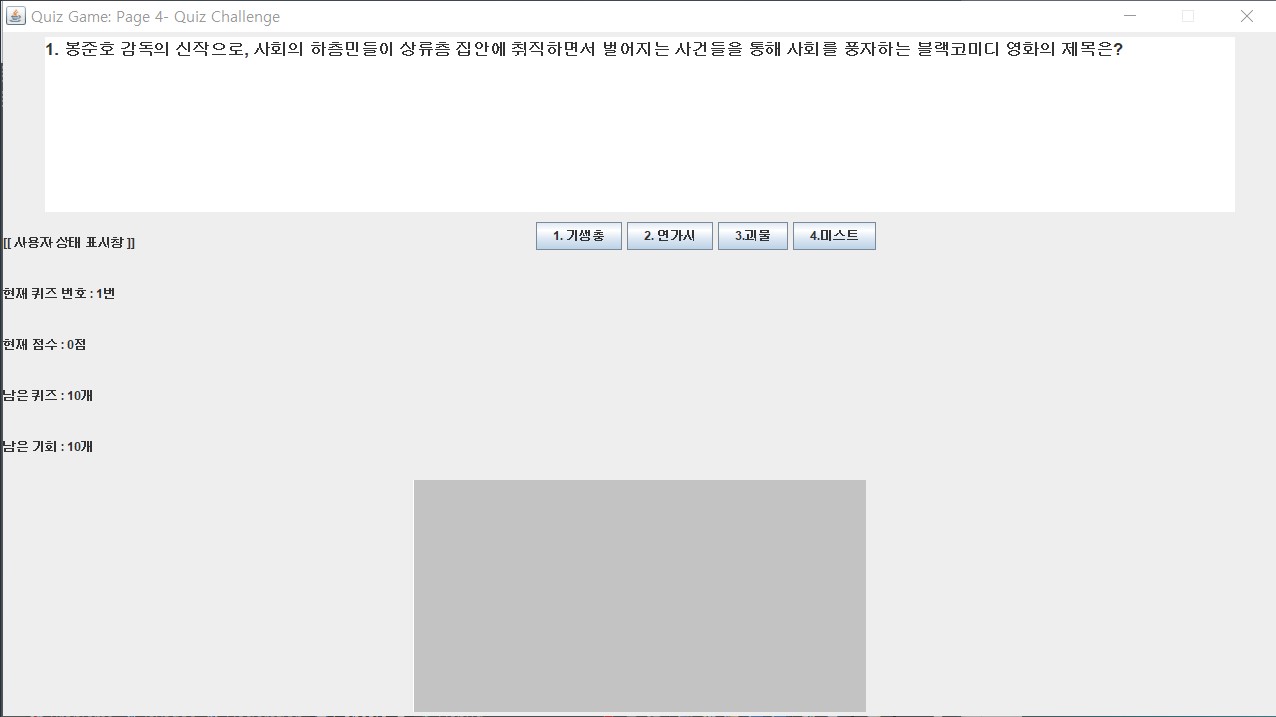 Quiz Game: Page 4- Quiz Challenge
1. 봉준호 감독의 신작으로, 사회의 하층민들이 상류층 집안에 취직하면서 벌어지는 사건들을 통해 사회를 풍자하는 블랙코미디 영화의 제목은?
1. 기생충 2. 연가시 3.괴물 4.미스트
[[ 사용자 상태 표시창 ]]
현재 퀴즈 번호 : 1번
현재 점수 : 0점
남은 퀴즈 : 10개
남은 기회 : 10개